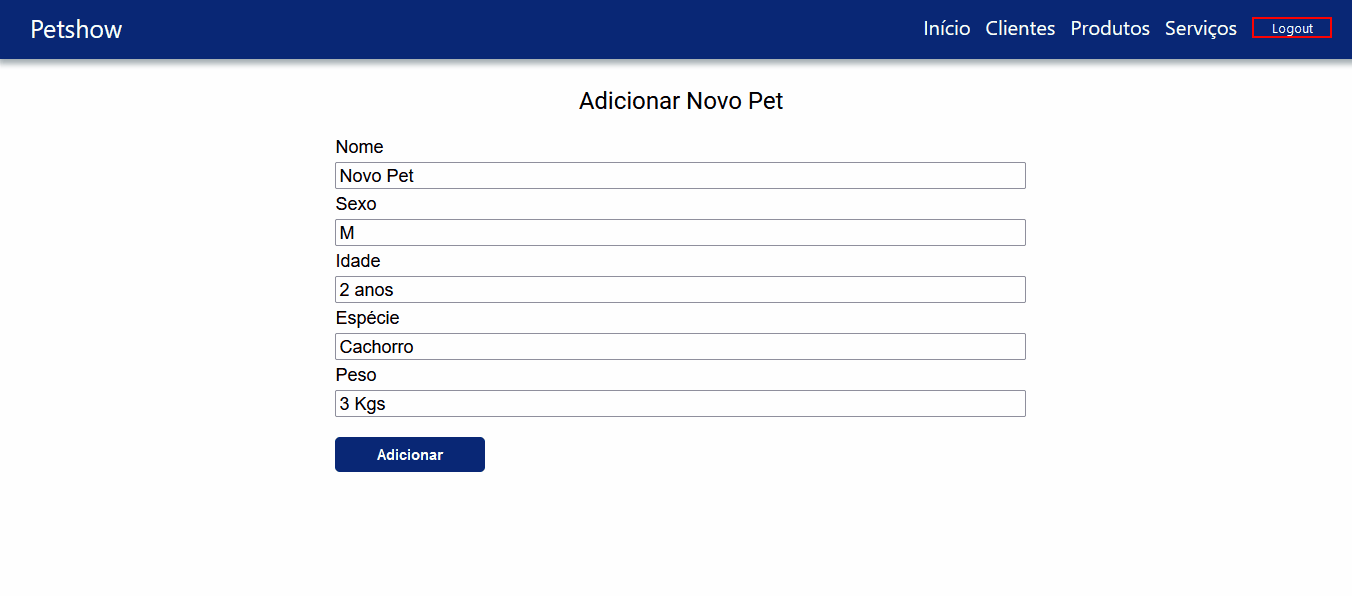 Petshow
Início Clientes Produtos Serviços Logout
Adicionar Novo Pet
Nome
Novo Pet
Sexo
M
Idade
2 anos
Espécie
Cachorro
Peso
3 Kgs
Adicionar